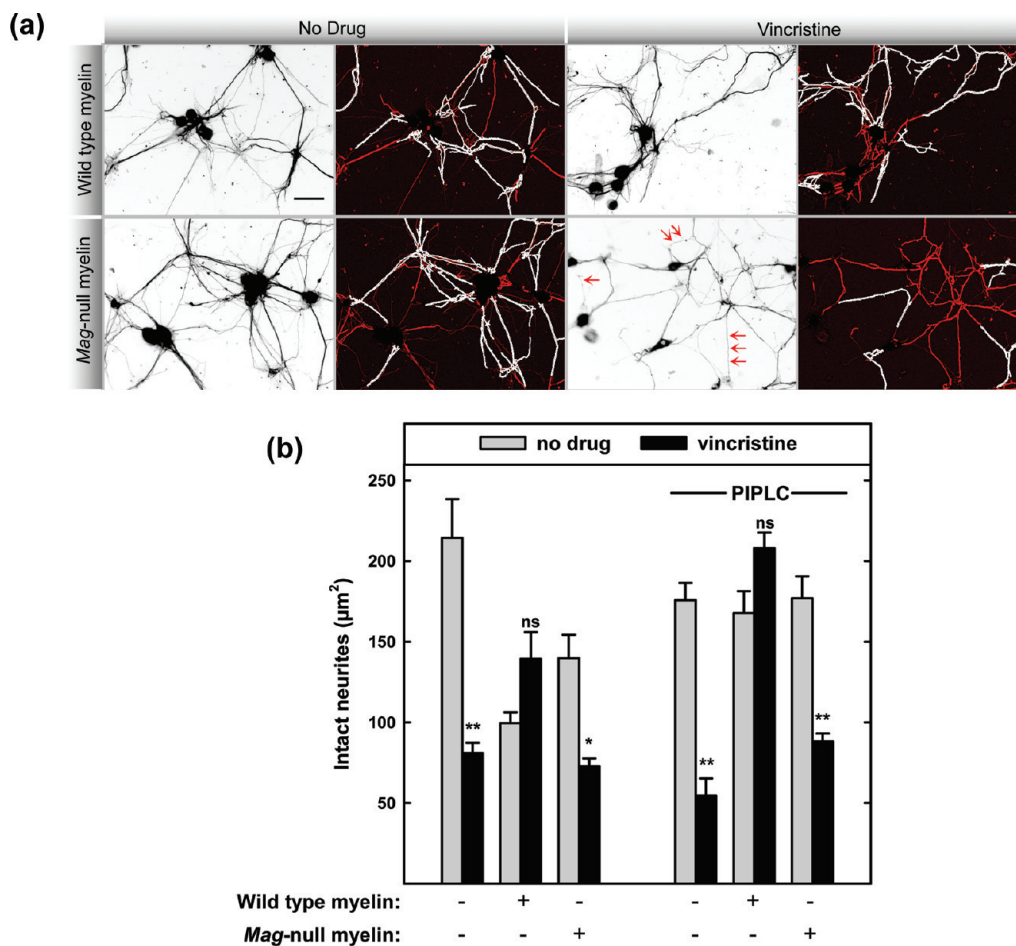 (a)
No Drug
Vincristine
Wild type myelin
Mag-null myelin
(b)
no drug
vincristine
PIPLC
Intact neurites (µm²)
250
200
150
100
50
**
ns
*
**
ns
**
Wild type myelin: - + - - + -
Mag-null myelin: - - + - - +